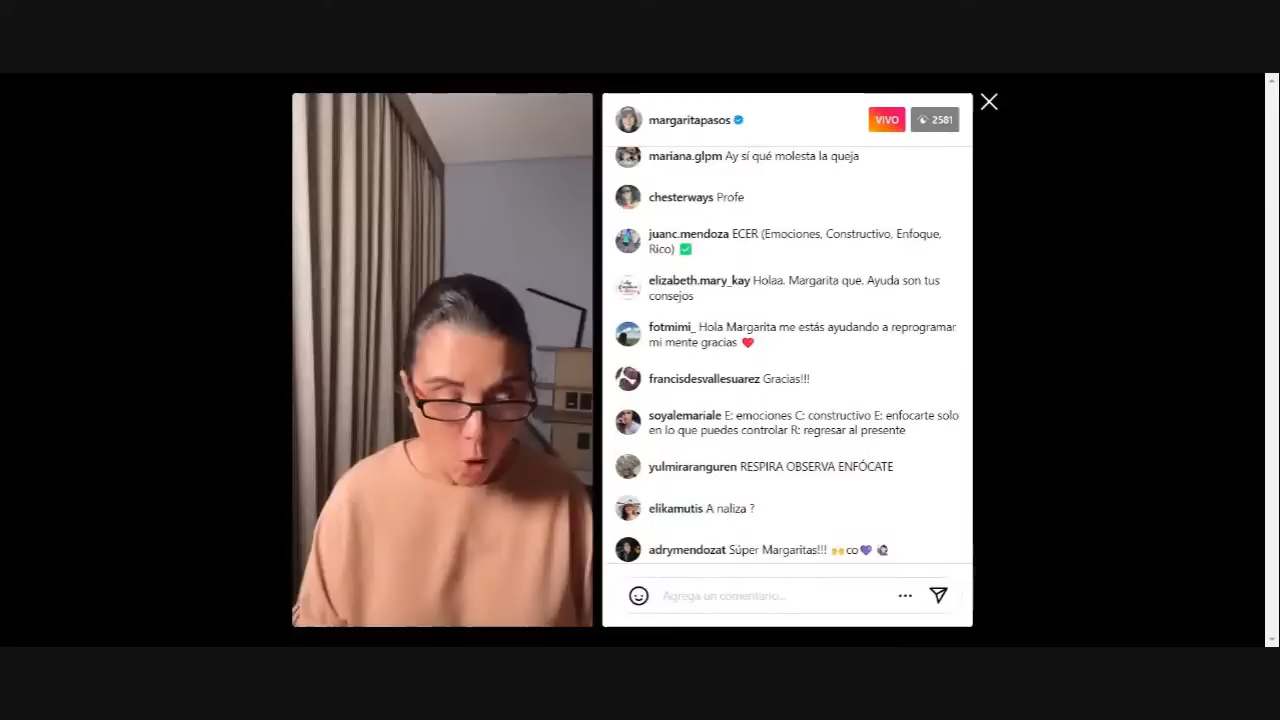 margaritapasos
VIVO
2581
mariana.glpm Ay sí qué molesta la queja
chesterways Profe
juanc.mendoza ECER (Emociones, Constructivo, Enfoque,
Rico) ✅
elizabeth.mary_kay Holaa. Margarita que. Ayuda son tus
consejos
fotmimi_ Hola Margarita me estás ayudando a reprogramar
mi mente gracias ❤️
francisdesvallesuarez Gracias!!!
soyalemariale E: emociones C: constructivo E: enfocarte solo
en lo que puedes controlar R: regresar al presente
yulmiraranguren RESPIRA OBSERVA ENFÓCATE
elikamutis A naliza ?
adrymendozat Súper Margaritas!!! 🙌co💜
Agrega un comentario...